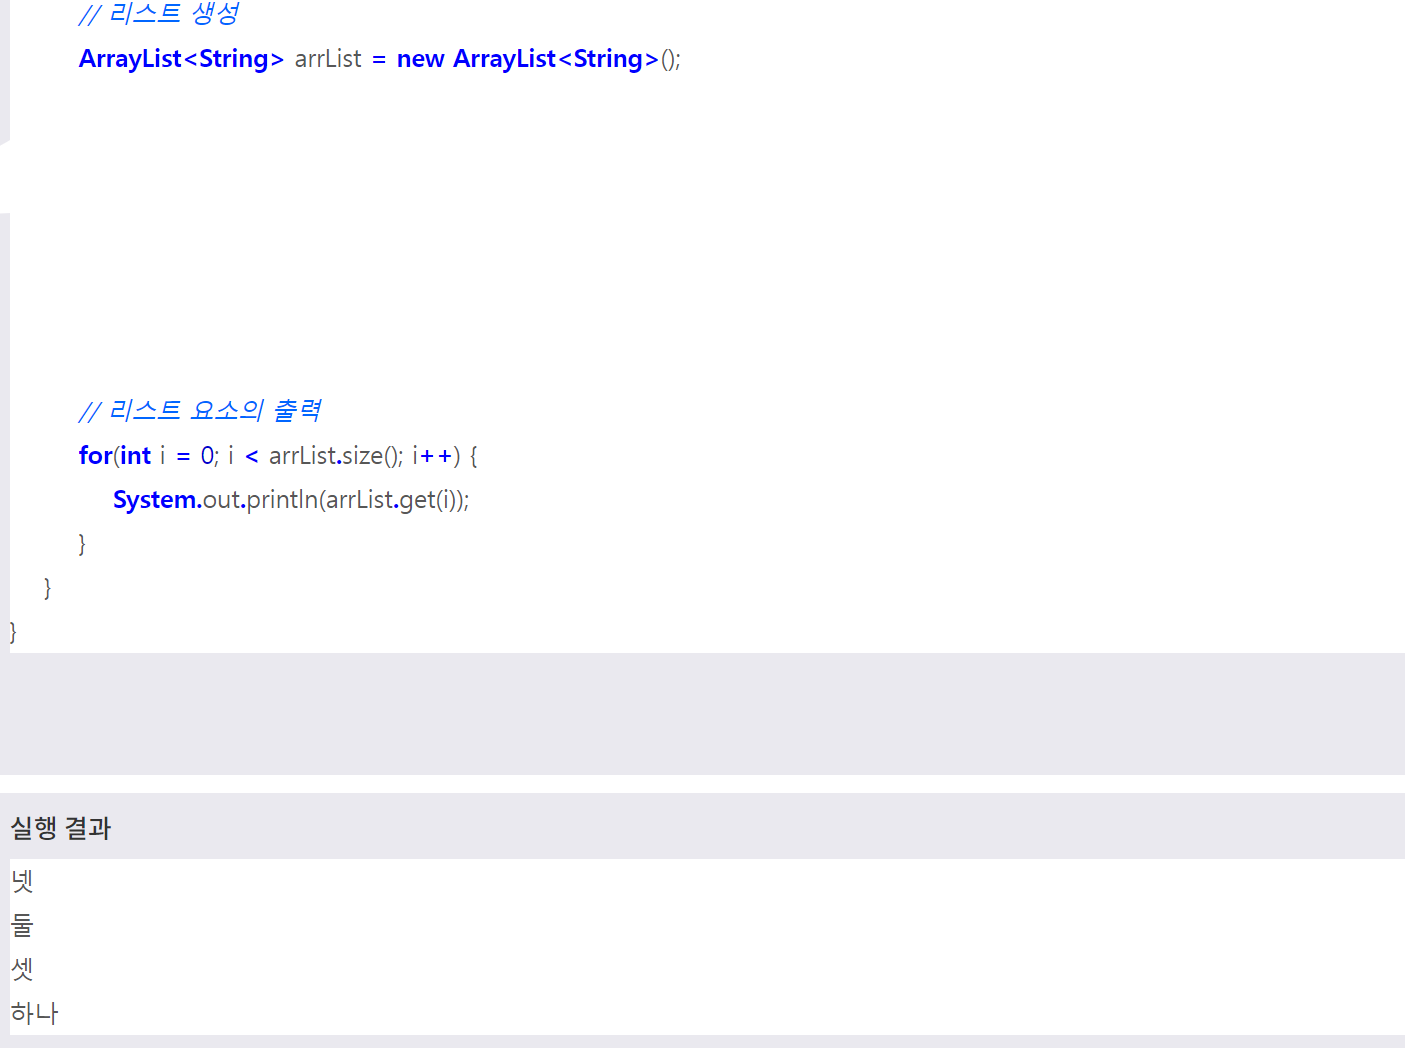 // 리스트 생성
ArrayList<String> arrList = new ArrayList<String>();
// 리스트 요소의 출력
for(int i = 0; i < arrList.size(); i++) {
System.out.println(arrList.get(i));
}
}
}
실행 결과
넷
둘
셋
하나